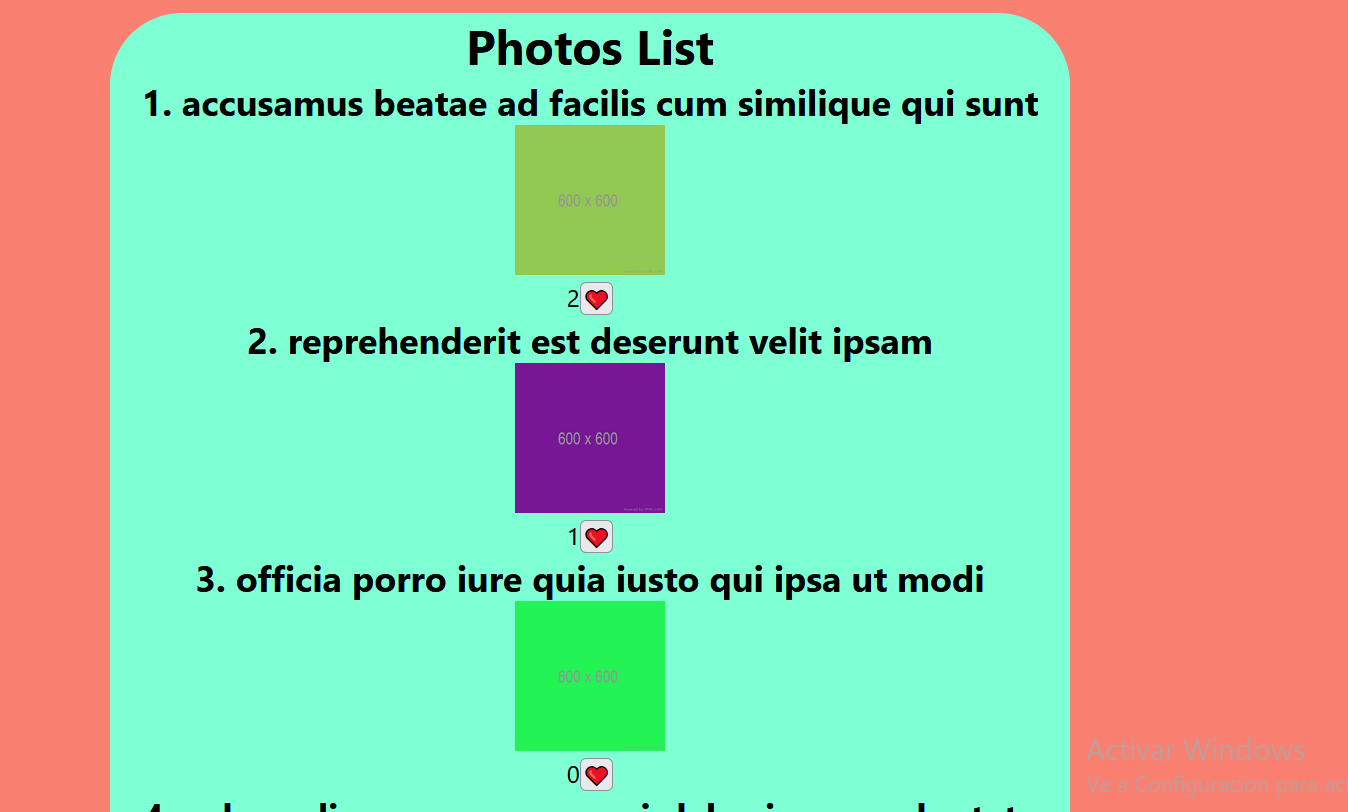 Photos List
1. accusamus beatae ad facilis cum similique qui sunt
600 x 600
2
2. reprehenderit est deserunt velit ipsam
600 x 600
1
3. officia porro iure quia iusto qui ipsa ut modi
600 x 600
0
Activar Windows
Ve a Configuración para ac